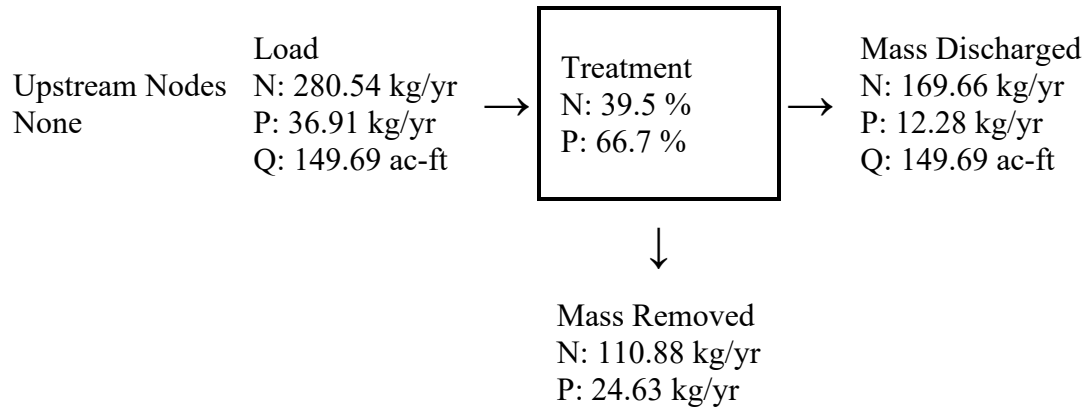 Upstream Nodes
None
Load
N: 280.54 kg/yr
P: 36.91 kg/yr
Q: 149.69 ac-ft
→
Treatment
N: 39.5 %
P: 66.7 %
→
Mass Discharged
N: 169.66 kg/yr
P: 12.28 kg/yr
Q: 149.69 ac-ft
↓
Mass Removed
N: 110.88 kg/yr
P: 24.63 kg/yr